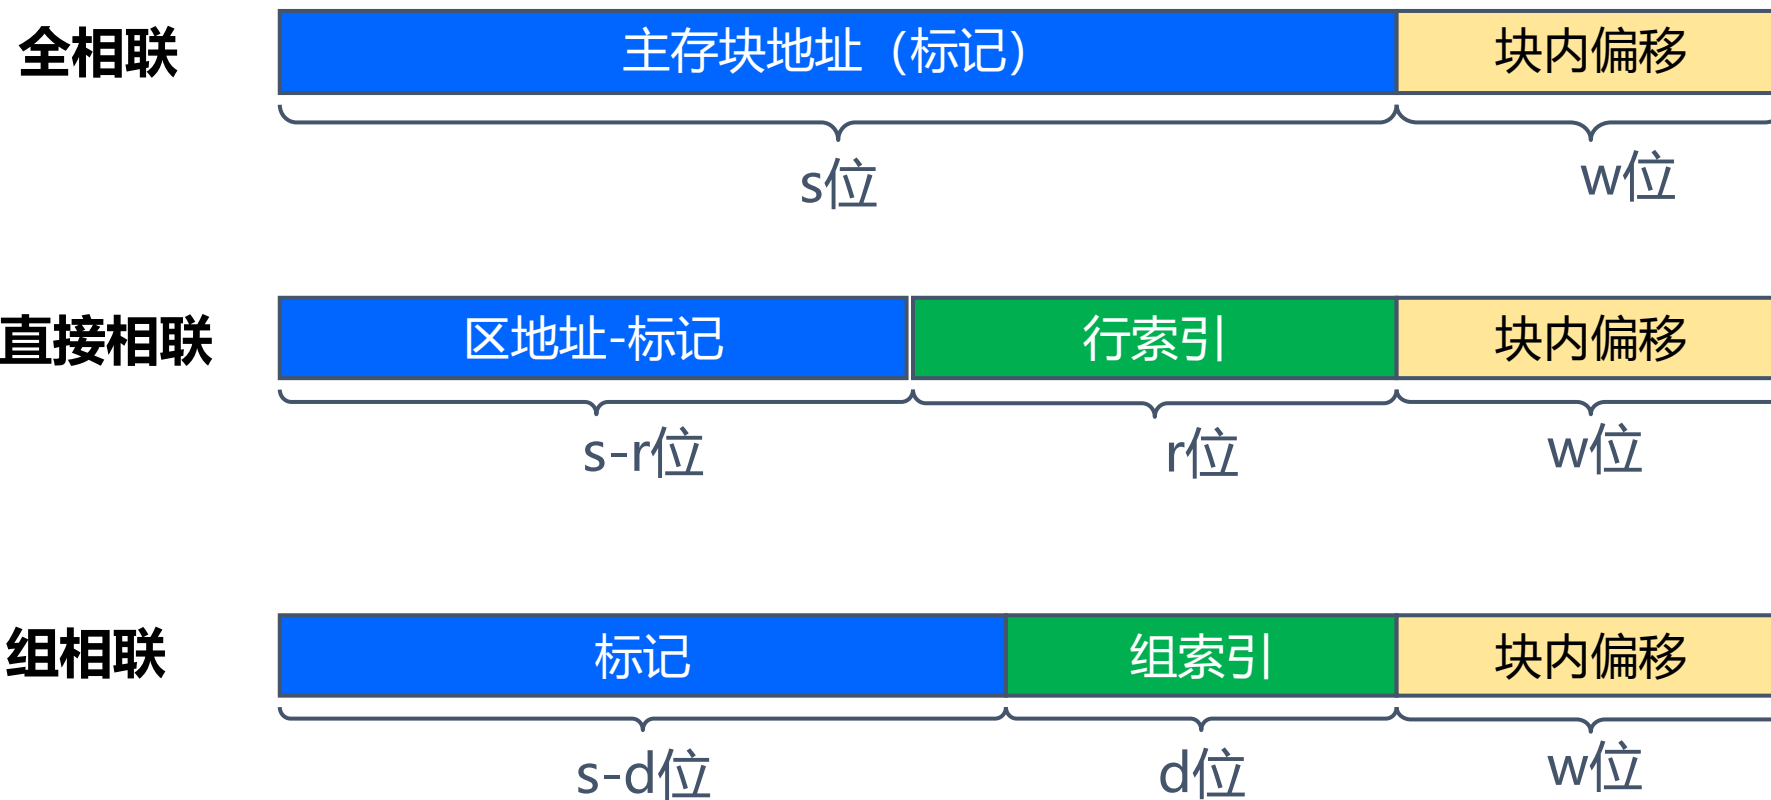 全相联 主存块地址（标记） 块内偏移
s位 w位
直接相联 区地址-标记 行索引 块内偏移
s-r位 r位 w位
组相联 标记 组索引 块内偏移
s-d位 d位 w位